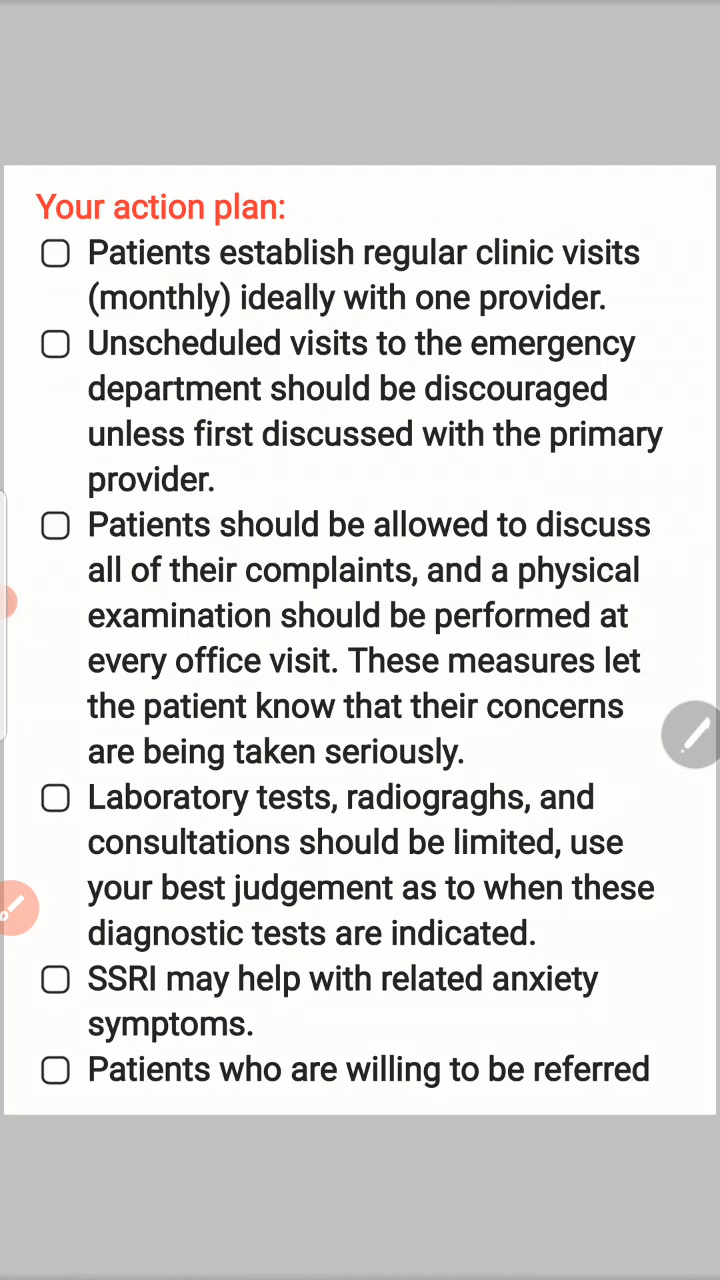 Your action plan:
Patients establish regular clinic visits
(monthly) ideally with one provider.
Unscheduled visits to the emergency
department should be discouraged
unless first discussed with the primary
provider.
Patients should be allowed to discuss
all of their complaints, and a physical
examination should be performed at
every office visit. These measures let
the patient know that their concerns
are being taken seriously.
Laboratory tests, radiograghs, and
consultations should be limited, use
your best judgement as to when these
diagnostic tests are indicated.
SSRI may help with related anxiety
symptoms.
Patients who are willing to be referred